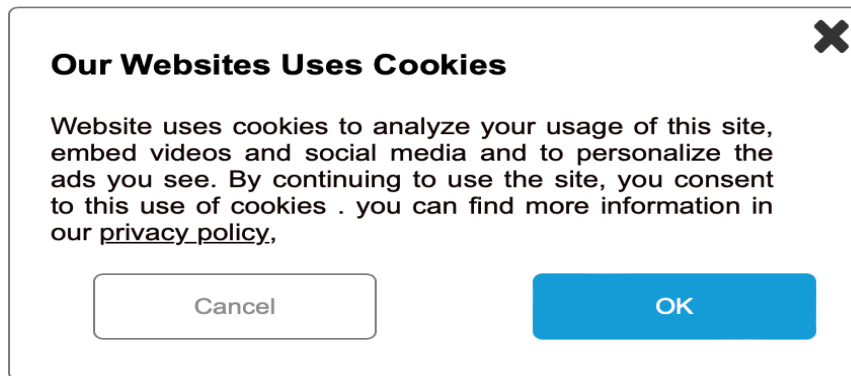 Our Websites Uses Cookies
Website uses cookies to analyze your usage of this site,
embed videos and social media and to personalize the
ads you see. By continuing to use the site, you consent
to this use of cookies . you can find more information in
our privacy policy,
Cancel
OK